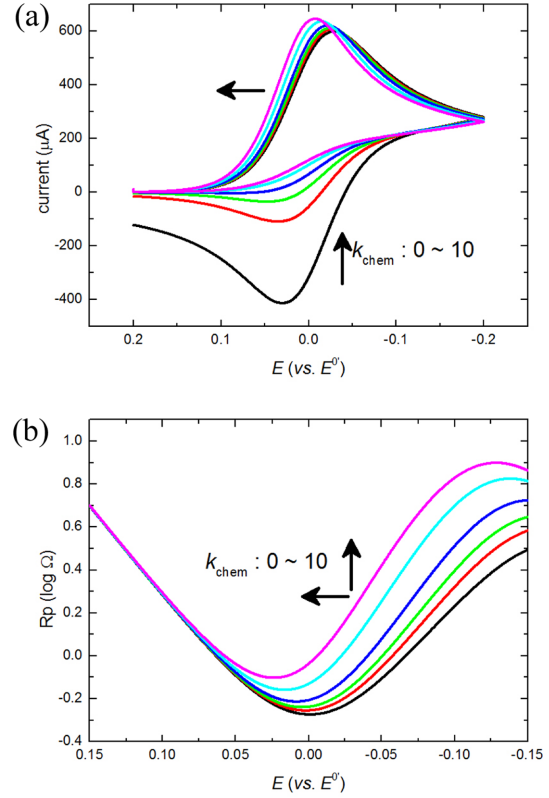 (a)
600
400
200
0
-200
-400
current (μA)
k_chem : 0 ~ 10
0.2 0.1 0.0 -0.1 -0.2
E (vs. E^0')
(b)
1.0
0.8
0.6
0.4
0.2
0.0
-0.2
-0.4
Rp (log Ω)
k_chem : 0 ~ 10
0.15 0.10 0.05 0.00 -0.05 -0.10 -0.15
E (vs. E^0')